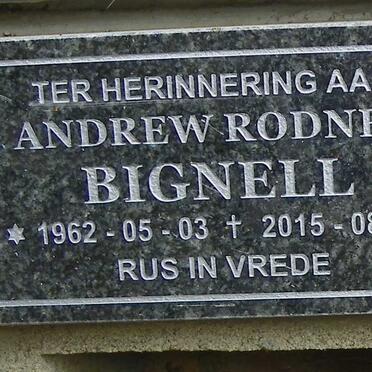 TER HERINNERING AA
ANDREW RODNE
BIGNELL
* 1962 - 05 - 03 † 2015 - 08
RUS IN VREDE